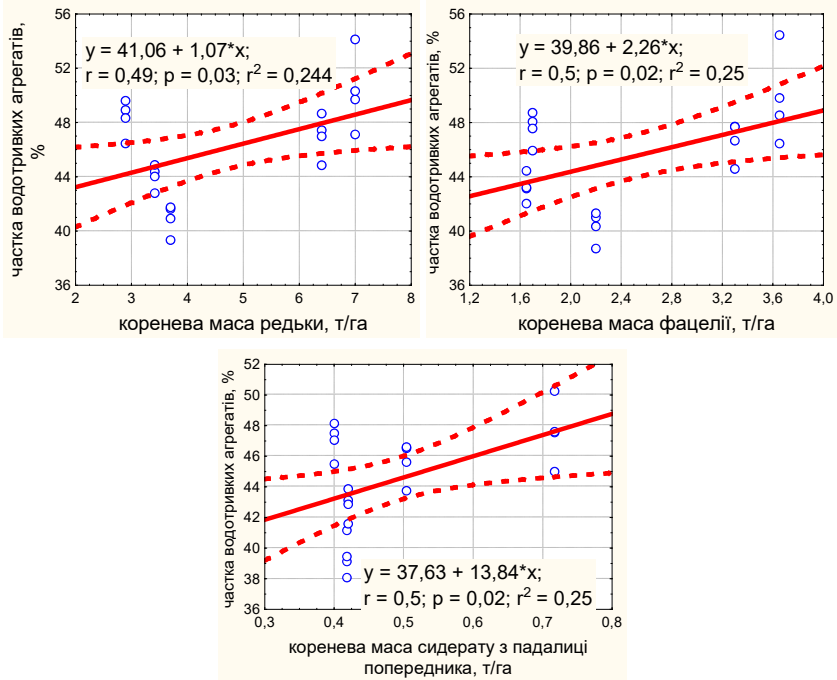 56
52
48
44
40
36
частка водотривких агрегатів,
%
y = 41,06 + 1,07*x;
r = 0,49; p = 0,03; r² = 0,244
2 3 4 5 6 7 8
коренева маса редьки, т/га
56
52
48
44
40
36
частка водотривких агрегатів, %
y = 39,86 + 2,26*x;
r = 0,5; p = 0,02; r² = 0,25
1,2 1,6 2,0 2,4 2,8 3,2 3,6 4,0
коренева маса фацелії, т/га
52
50
48
46
44
42
40
38
36
частка водотривких агрегатів, %
y = 37,63 + 13,84*x;
r = 0,5; p = 0,02; r² = 0,25
0,3 0,4 0,5 0,6 0,7 0,8
коренева маса сидерату з падалиці
попередника, т/га